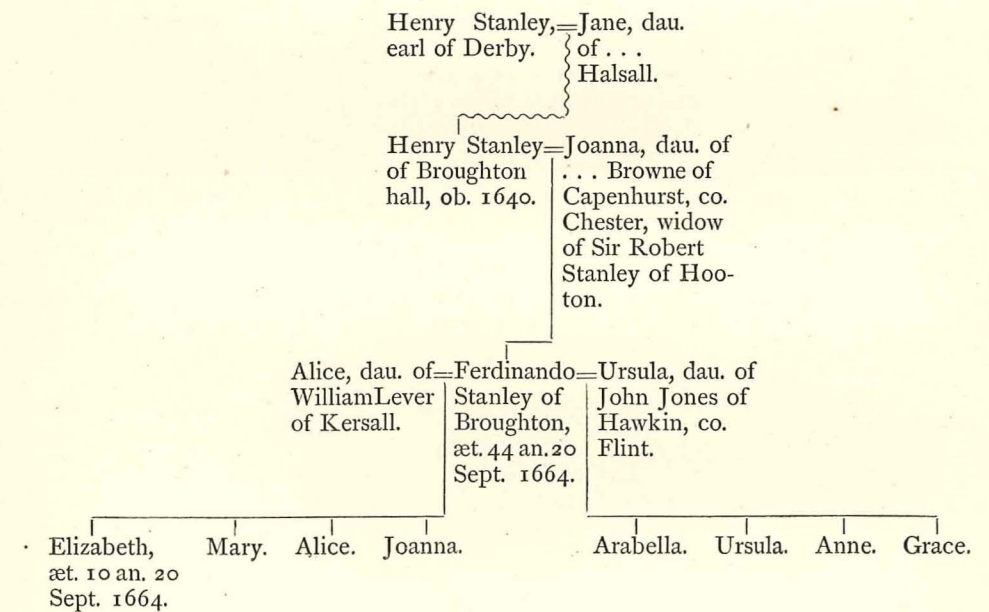 Henry Stanley,=Jane, dau.
earl of Derby.
of . . .
Halsall.
Henry Stanley=Joanna, dau. of
of Broughton
hall, ob. 1640.
. . . Browne of
Capenhurst, co.
Chester, widow
of Sir Robert
Stanley of Hoo-
ton.
Alice, dau. of=Ferdinando=Ursula, dau. of
WilliamLever
of Kersall.
Stanley of
Broughton,
æt. 44 an. 20
Sept. 1664.
John Jones of
Hawkin, co.
Flint.
Elizabeth,
æt. 10 an. 20
Sept. 1664.
Mary.
Alice.
Joanna.
Arabella.
Ursula.
Anne.
Grace.